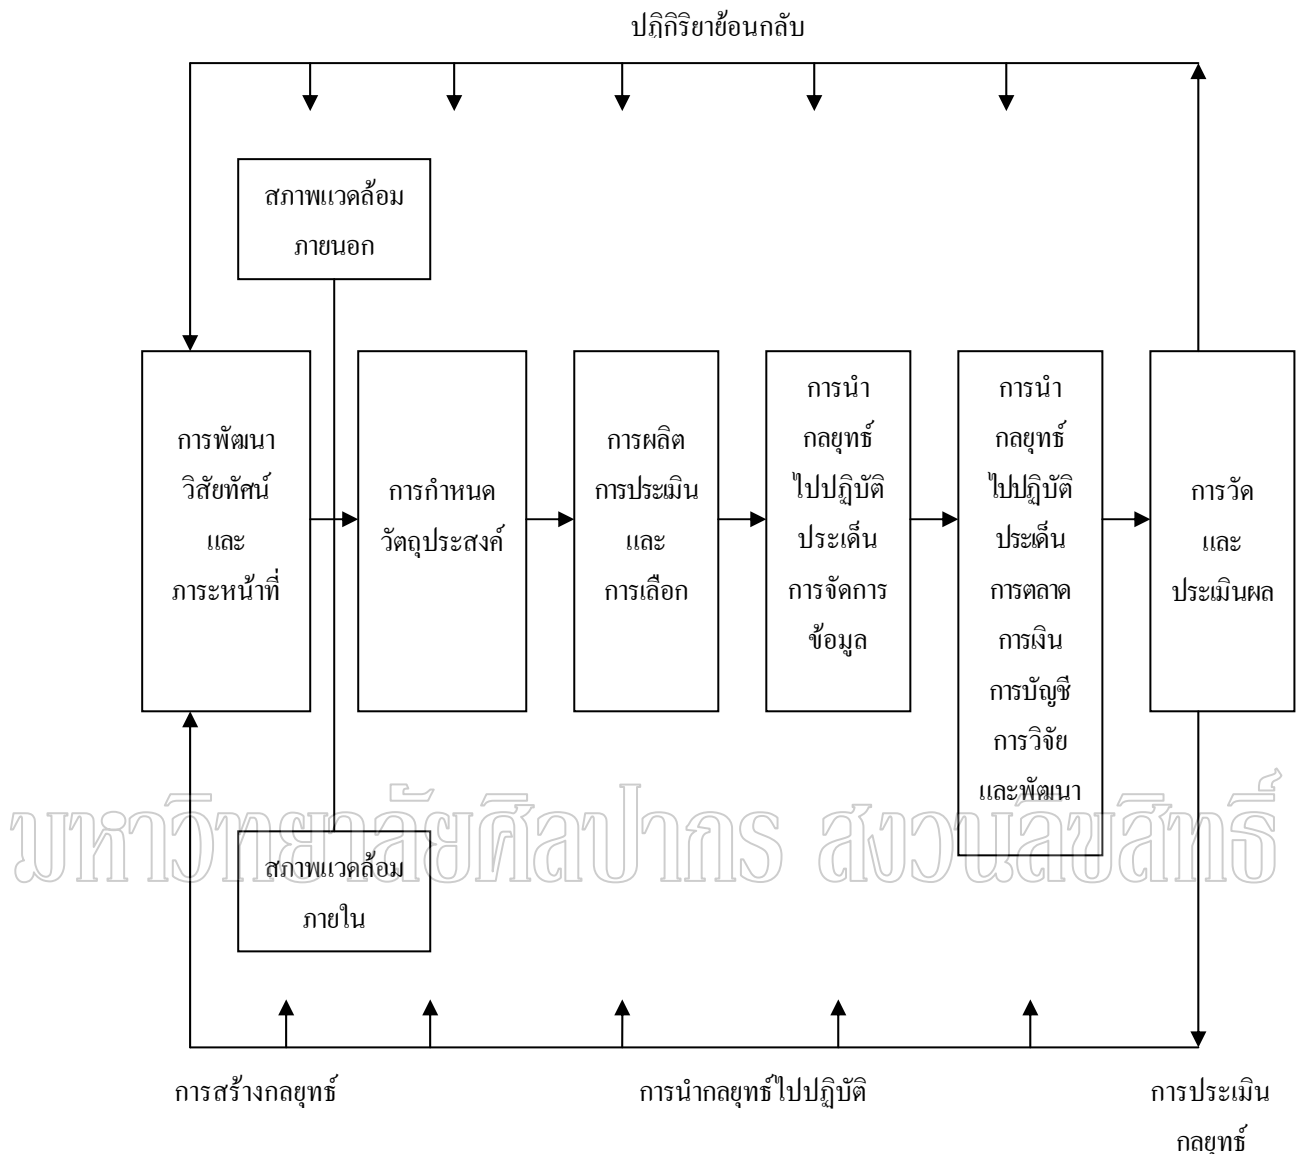 ปฏิกิริยาย้อนกลับ
สภาพแวดล้อม
ภายนอก
การพัฒนา
วิสัยทัศน์
และ
ภาระหน้าที่
การกำหนด
วัตถุประสงค์
การผลิต
การประเมิน
และ
การเลือก
การนำ
กลยุทธ์
ไปปฏิบัติ
ประเด็น
การจัดการ
ข้อมูล
การนำ
กลยุทธ์
ไปปฏิบัติ
ประเด็น
การตลาด
การเงิน
การบัญชี
การวิจัย
และพัฒนา
การวัด
และ
ประเมินผล
มหาวิทยาลัยศิลปากร สงวนลิขสิทธิ์
สภาพแวดล้อม
ภายใน
การสร้างกลยุทธ์
การนำกลยุทธ์ไปปฏิบัติ
การประเมิน
กลยุทธ์